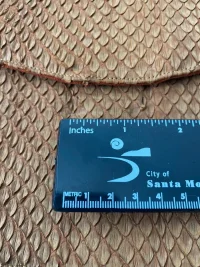 Inches 1 2
City of
Santa Mo
METRIC 1 2 3 4 5